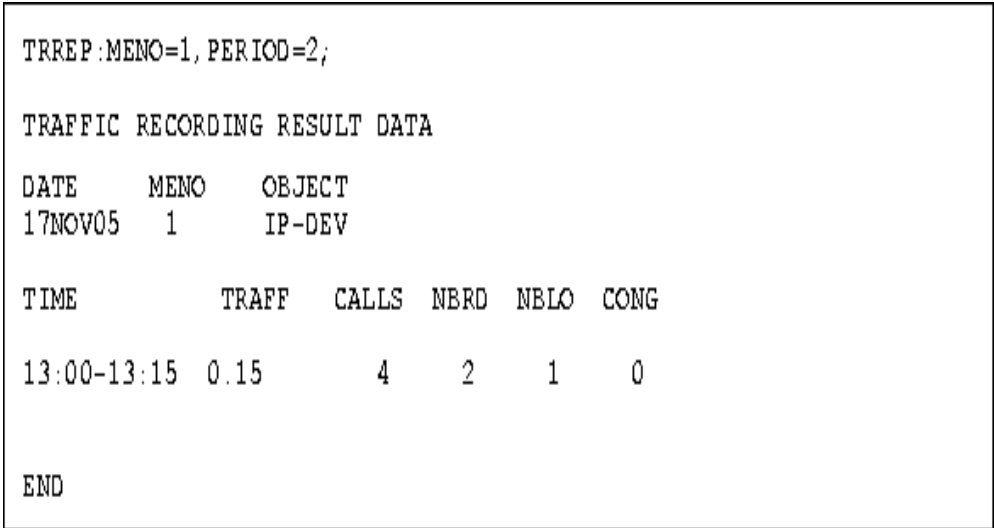 TRREP:MENO=1,PERIOD=2;
TRAFFIC RECORDING RESULT DATA
DATE MENO OBJECT
17NOV05 1 IP-DEV
TIME TRAFF CALLS NBRD NBLO CONG
13:00-13:15 0.15 4 2 1 0
END